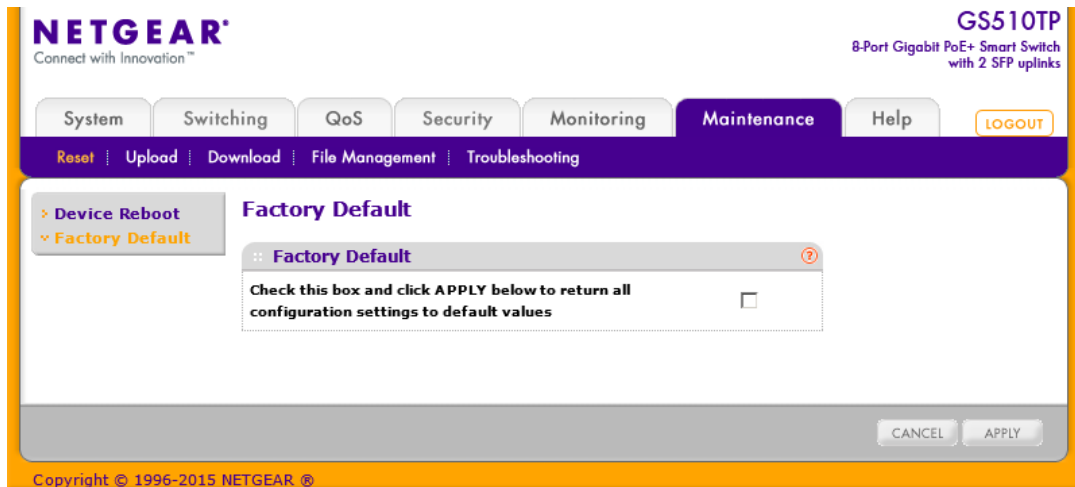 NETGEAR®
Connect with Innovation™
GS510TP
8-Port Gigabit PoE+ Smart Switch
with 2 SFP uplinks
System Switching QoS Security Monitoring Maintenance Help LOGOUT
Reset Upload Download File Management Troubleshooting
Device Reboot
Factory Default
Factory Default
Factory Default ?
Check this box and click APPLY below to return all
configuration settings to default values
CANCEL APPLY
Copyright © 1996-2015 NETGEAR ®